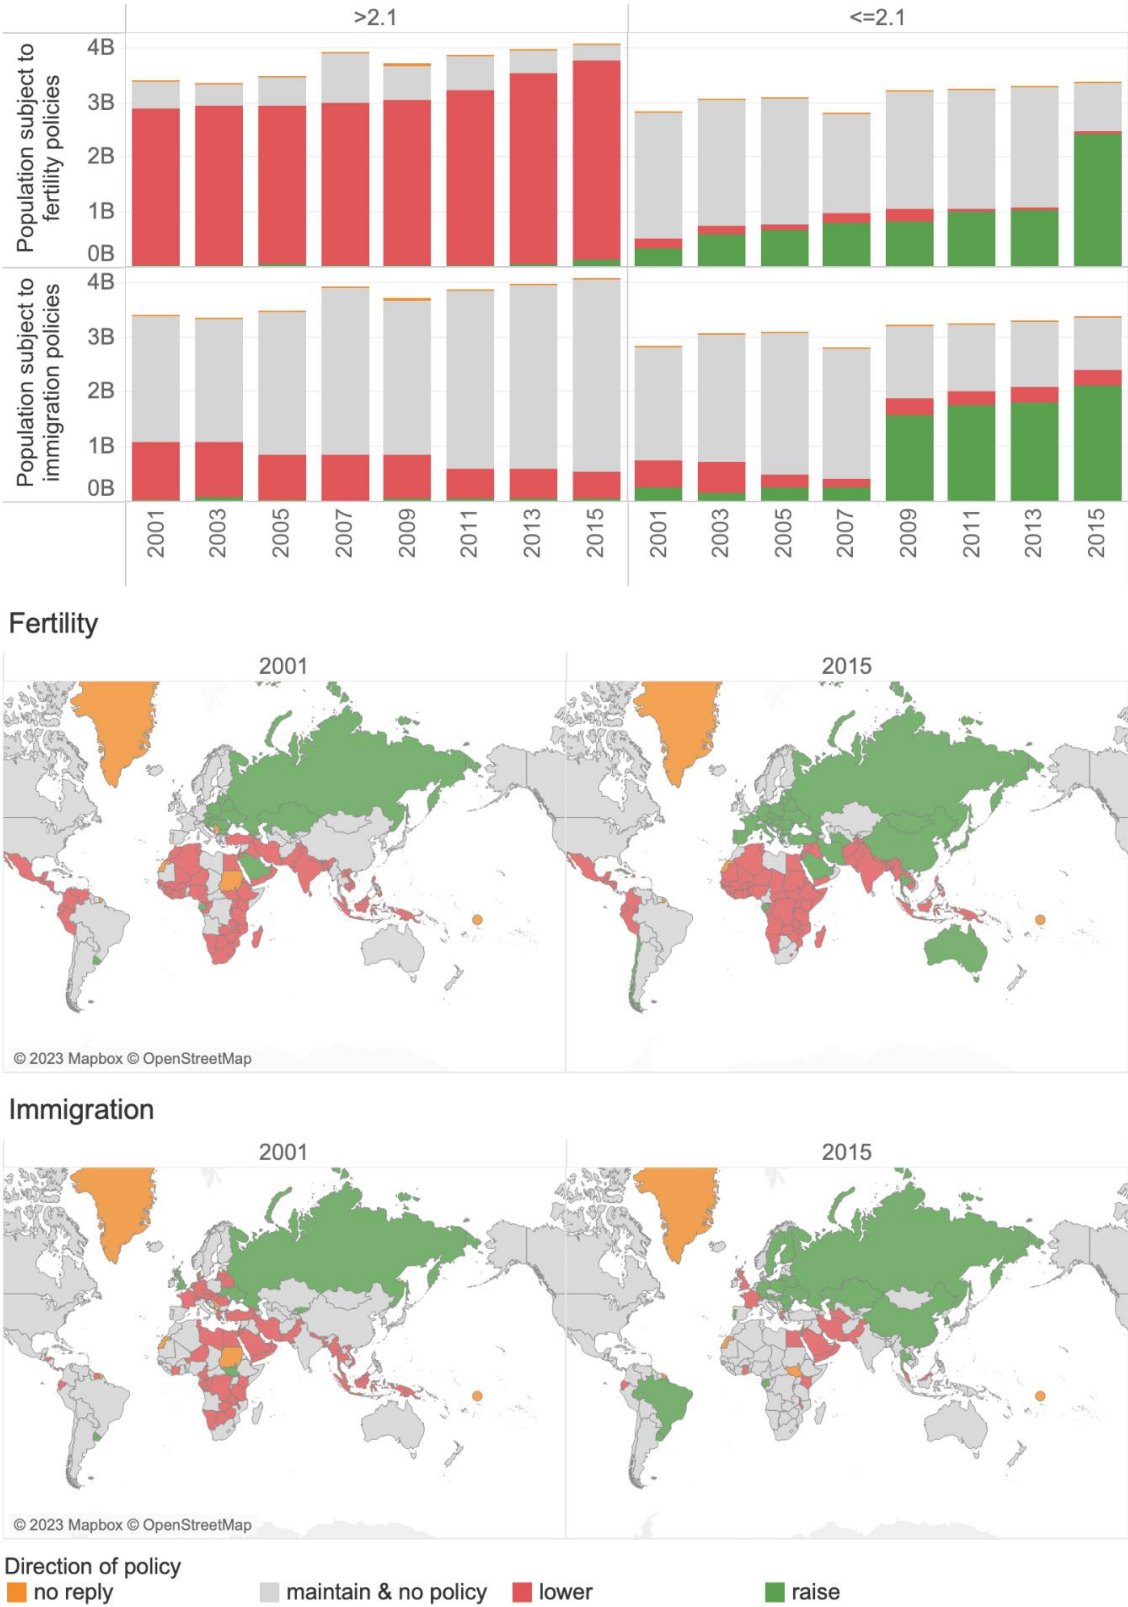 >2.1 <=2.1
Population subject to
fertility policies
4B
3B
2B
1B
0B
Population subject to
immigration policies
4B
3B
2B
1B
0B
2001 2003 2005 2007 2009 2011 2013 2015 2001 2003 2005 2007 2009 2011 2013 2015
Fertility
2001 2015
© 2023 Mapbox © OpenStreetMap
Immigration
2001 2015
© 2023 Mapbox © OpenStreetMap
Direction of policy
no reply maintain & no policy lower raise